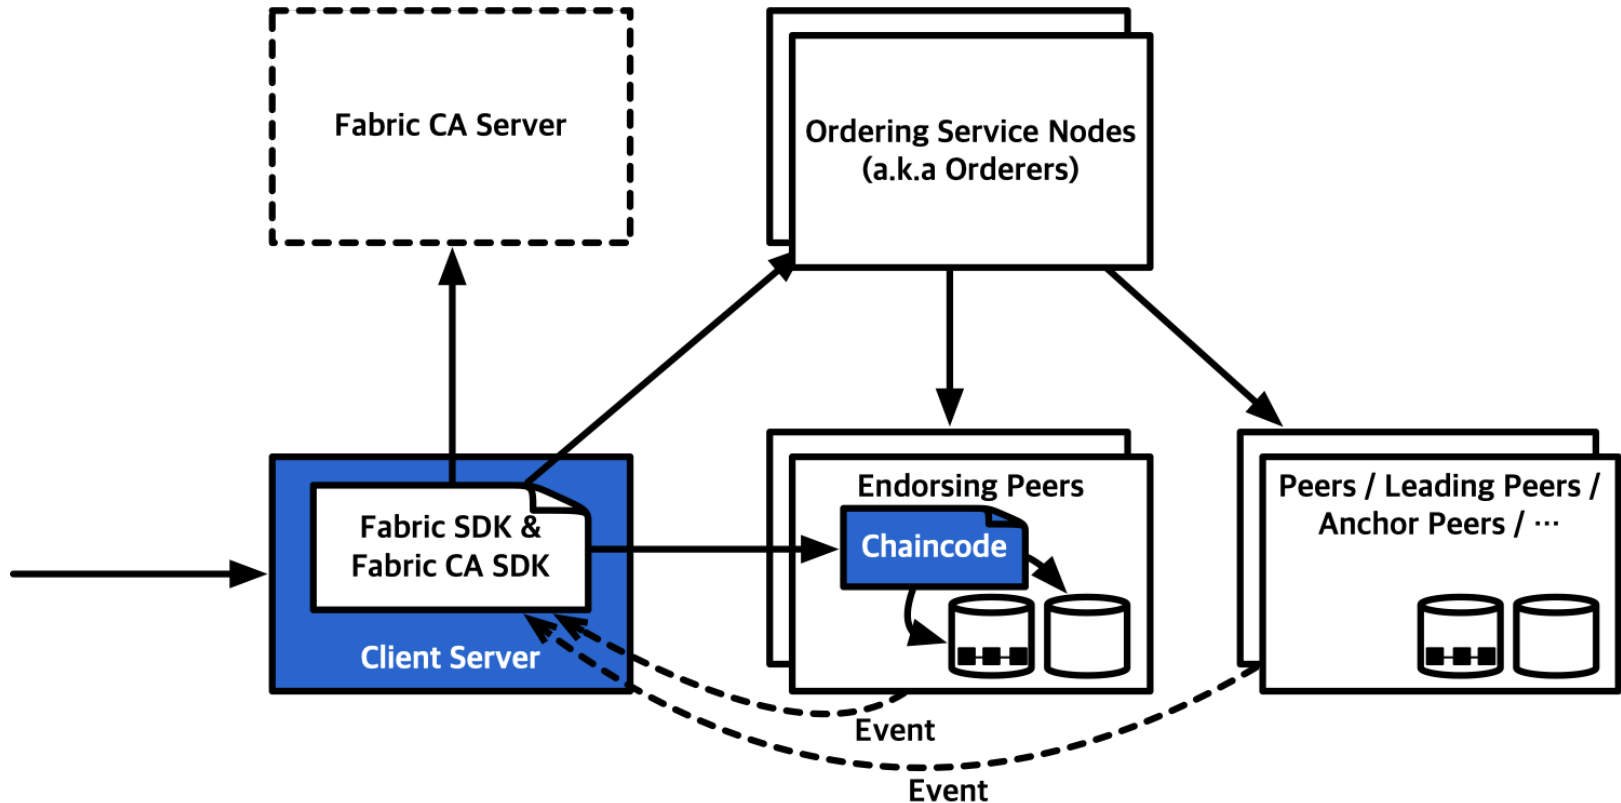 Fabric CA Server
Ordering Service Nodes
(a.k.a Orderers)
Fabric SDK &
Fabric CA SDK
Client Server
Endorsing Peers
Chaincode
Peers / Leading Peers /
Anchor Peers / ···
Event
Event